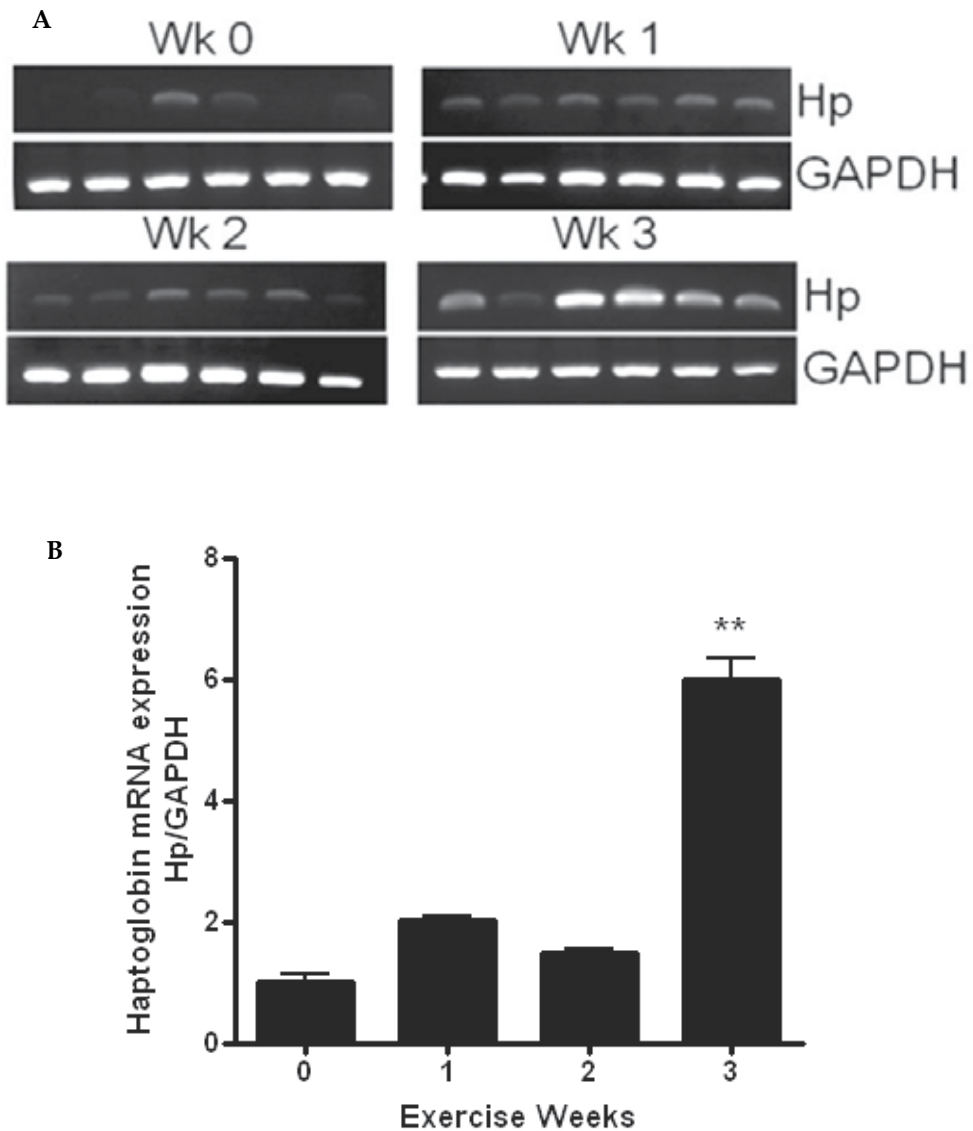 A
Wk 0
Wk 1
Hp
GAPDH
Wk 2
Wk 3
Hp
GAPDH
B
Haptoglobin mRNA expression
Hp/GAPDH
8
6
4
2
0
**
0 1 2 3
Exercise Weeks